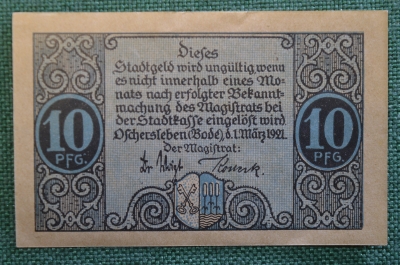 Dieses
Stadtgeld wird ungültig wenn
es nicht innerhalb eines Mo-
nats nach erfolgter Bekannt-
machung des Magistrats bei
der Stadtkasse eingelöst wird.
Oschersleben (Bode), d. 1. März 1921.
der Magistrat:
10 PFG.
10 PFG.